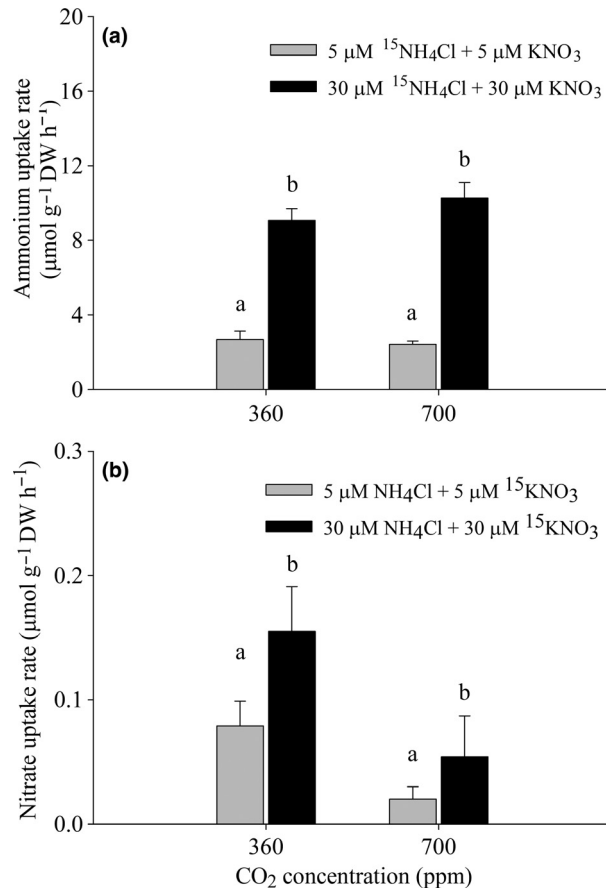 (a)
5 μM ¹⁵NH₄Cl + 5 μM KNO₃
30 μM ¹⁵NH₄Cl + 30 μM KNO₃
Ammonium uptake rate
(μmol g⁻¹ DW h⁻¹)
20
16
12
8
4
0
a
b
a
b
360
700
(b)
5 μM NH₄Cl + 5 μM ¹⁵KNO₃
30 μM NH₄Cl + 30 μM ¹⁵KNO₃
Nitrate uptake rate (μmol g⁻¹ DW h⁻¹)
0.3
0.2
0.1
0.0
a
b
a
b
360
700
CO₂ concentration (ppm)